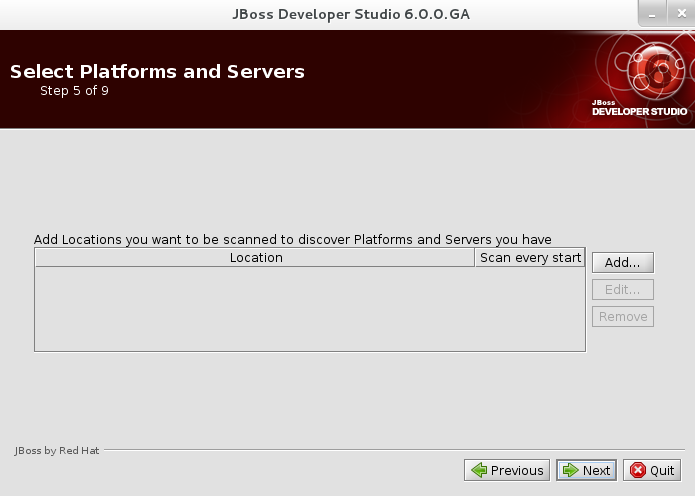 JBoss Developer Studio 6.0.0.GA
Select Platforms and Servers
Step 5 of 9
6
JBoss
DEVELOPER STUDIO
Add Locations you want to be scanned to discover Platforms and Servers you have
Location Scan every start
Add...
Edit...
Remove
JBoss by Red Hat
Previous Next Quit